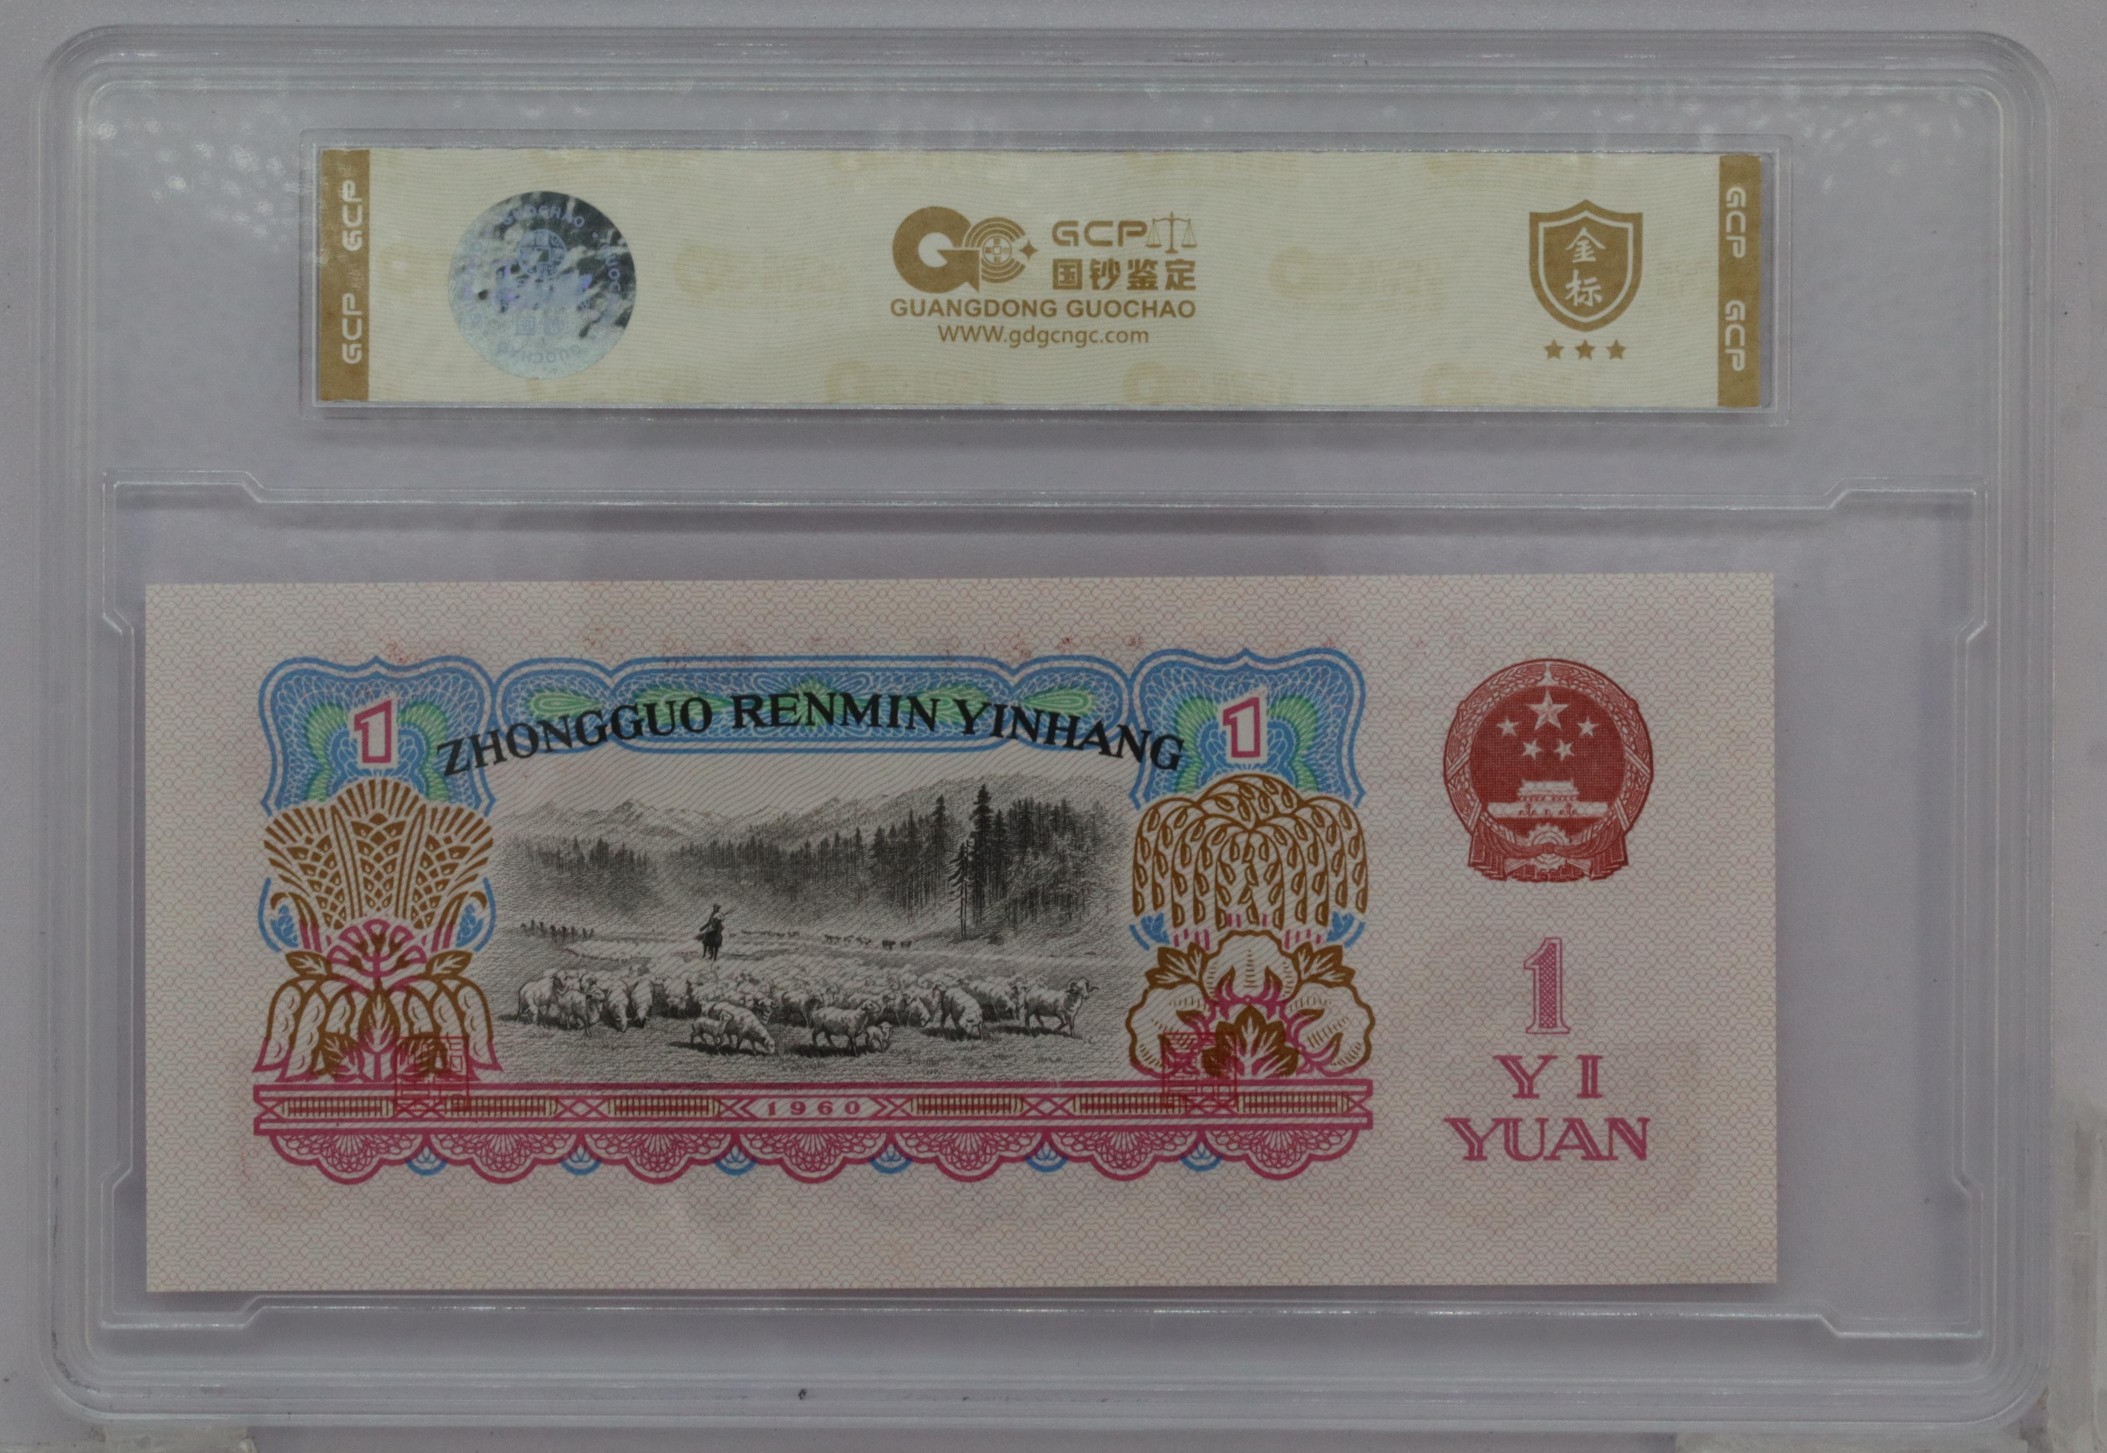 GCP
GCP
GUOCHAO
GCP
国钞鉴定
GUANGDONG GUOCHAO
WWW.gdgcngc.com
金
标
GCP
GCP
1
ZHONGGUO RENMIN YINHANG
1
1960
1
YI
YUAN